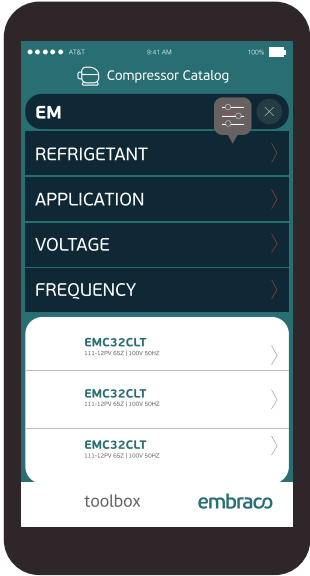 AT&T 9:41 AM 100%
Compressor Catalog
EM
REFRIGETANT
APPLICATION
VOLTAGE
FREQUENCY
EMC32CLT
111-12PV 65Z | 100V 50HZ
EMC32CLT
111-12PV 65Z | 100V 50HZ
EMC32CLT
111-12PV 65Z | 100V 50HZ
toolbox embraco